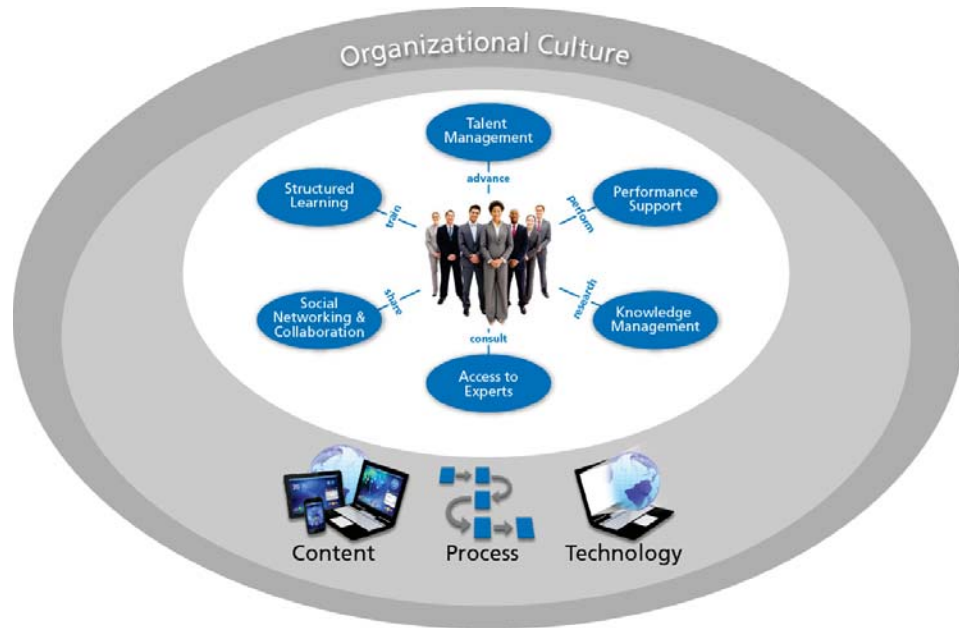 Organizational Culture
Talent
Management
advance
Structured
Learning
train
Performance
Support
perform
Social
Networking &
Collaboration
share
Knowledge
Management
research
consult
Access to
Experts
Content
Process
Technology